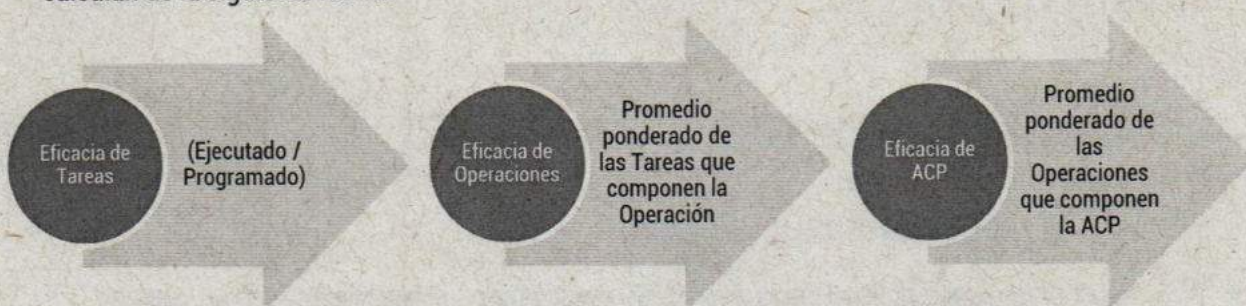 Eficacia de
Tareas
(Ejecutado /
Programado)
Eficacia de
Operaciones
Promedio
ponderado de
las Tareas que
componen la
Operación
Eficacia de
ACP
Promedio
ponderado de
las
Operaciones
que componen
la ACP